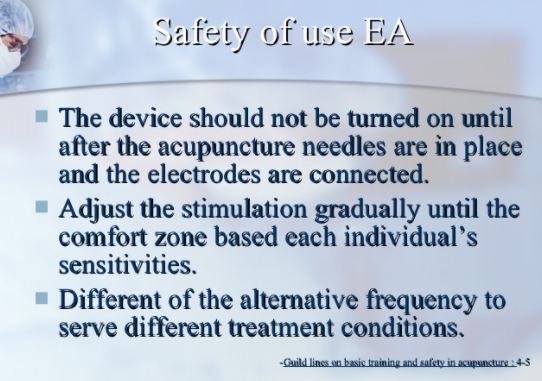 Safety of use EA
The device should not be turned on until
after the acupuncture needles are in place
and the electrodes are connected.
Adjust the stimulation gradually until the
comfort zone based each individual's
sensitivities.
Different of the alternative frequency to
serve different treatment conditions.
-Guild lines on basic training and safety in acupuncture : 4-5